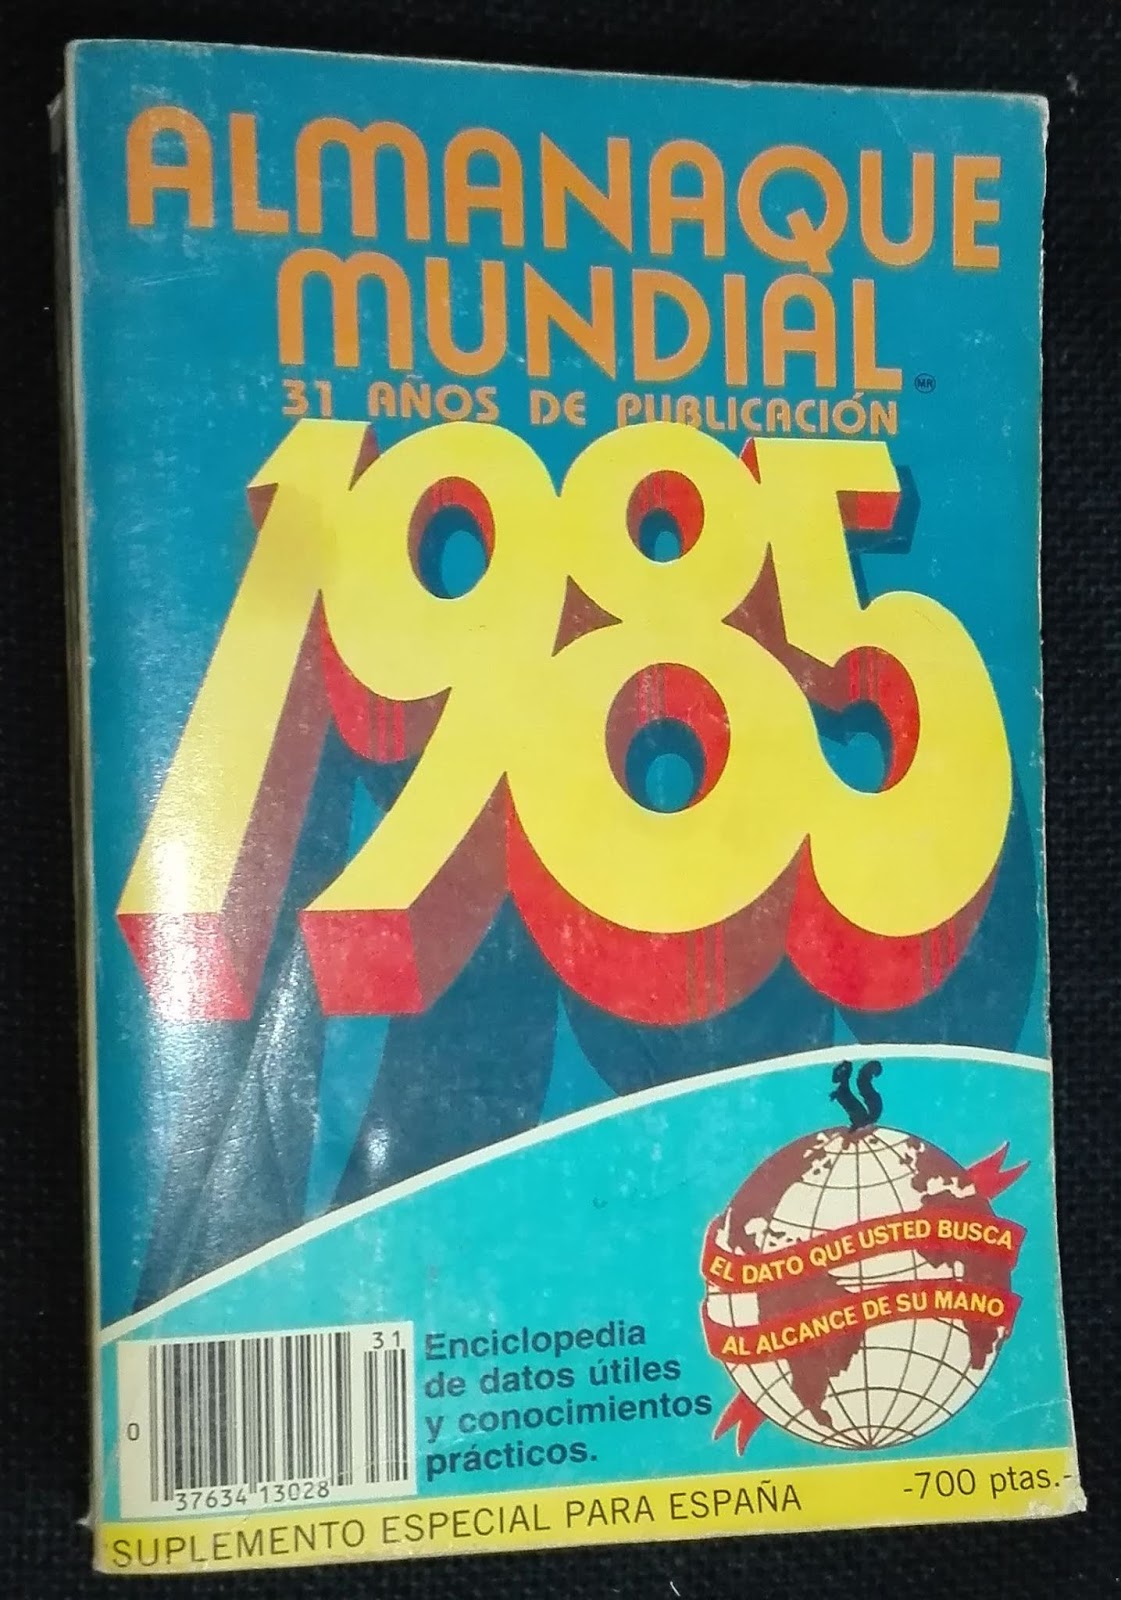 ALMANAQUE
MUNDIAL
MR
31 AÑOS DE PUBLICACIÓN
1985
EL DATO QUE USTED BUSCA
AL ALCANCE DE SU MANO
31
0
37634 13028
Enciclopedia
de datos útiles
y conocimientos
prácticos.
SUPLEMENTO ESPECIAL PARA ESPAÑA -700 ptas.-